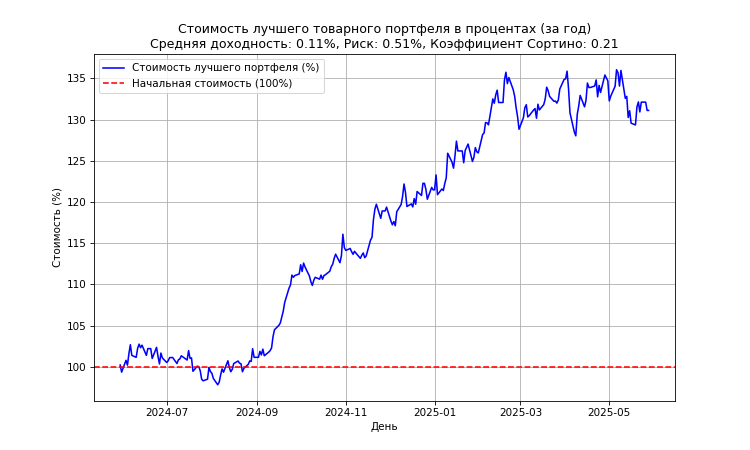 Стоимость лучшего товарного портфеля в процентах (за год)
Средняя доходность: 0.11%, Риск: 0.51%, Коэффициент Сортино: 0.21
Стоимость лучшего портфеля (%)
Начальная стоимость (100%)
Стоимость (%)
135
130
125
120
115
110
105
100
2024-07
2024-09
2024-11
2025-01
2025-03
2025-05
День